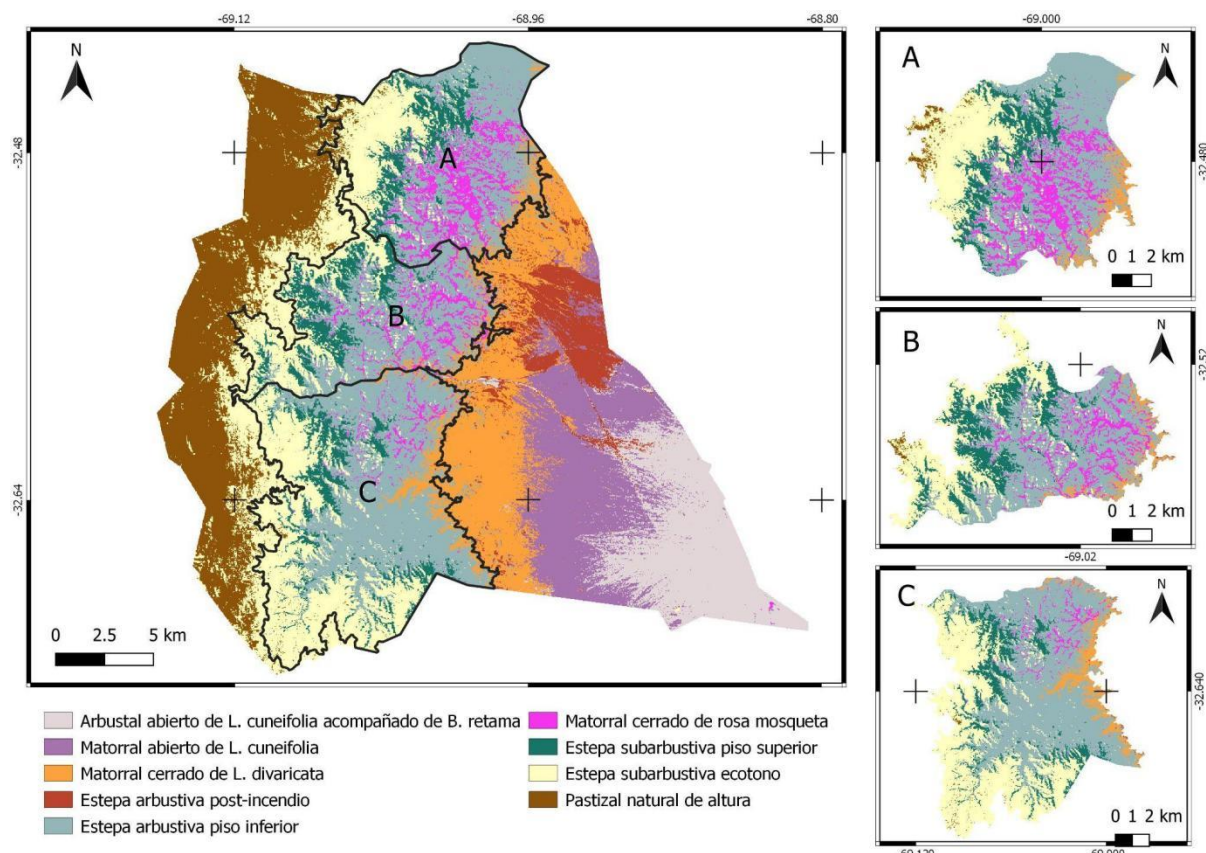 -69.12
-68.96
-68.80
N
-32.48
-32.64
A
B
C
0 2.5 5 km
Arbustal abierto de L. cuneifolia acompañado de B. retama
Matorral abierto de L. cuneifolia
Matorral cerrado de L. divaricata
Estepa arbustiva post-incendio
Estepa arbustiva piso inferior
Matorral cerrado de rosa mosqueta
Estepa subarbustiva piso superior
Estepa subarbustiva ecotono
Pastizal natural de altura
-69.000
A
N
-32.480
0 1 2 km
B
N
-32.52
0 1 2 km
-69.02
C
N
-32.640
0 1 2 km